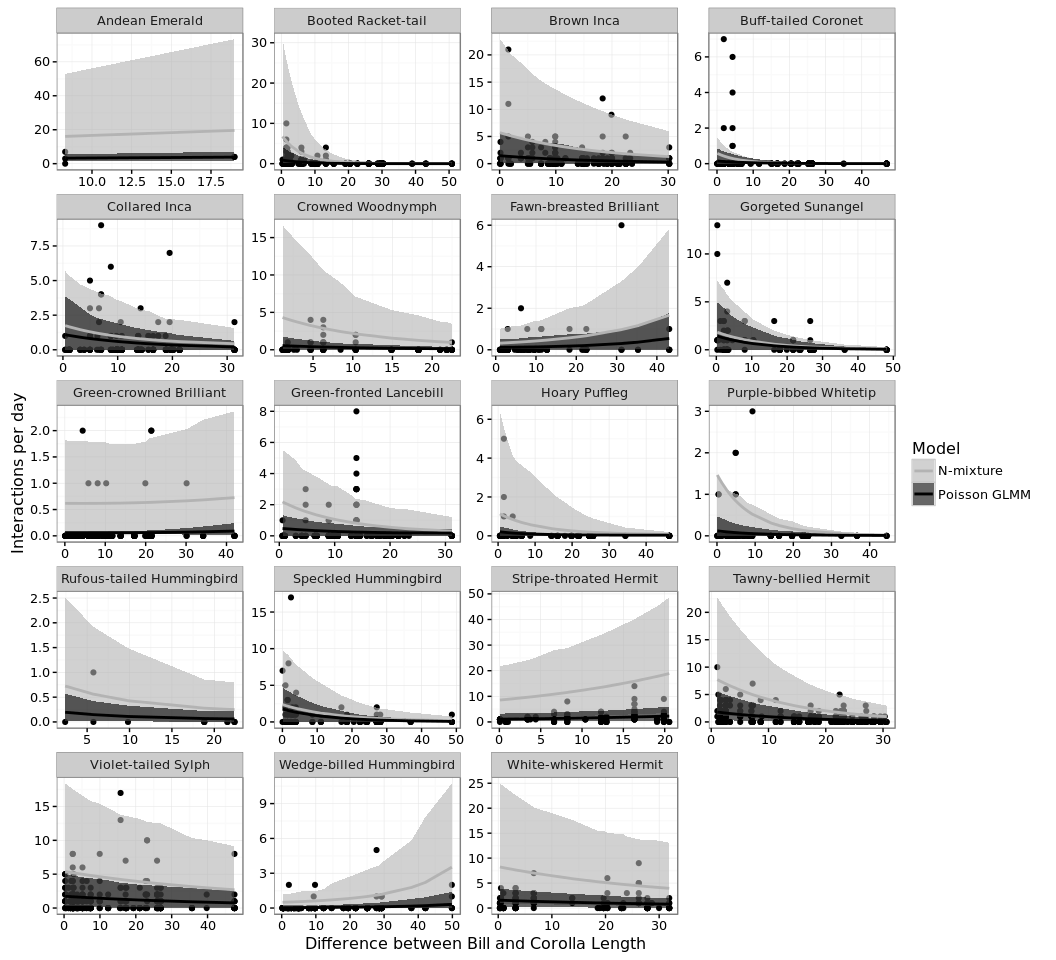 Andean Emerald
Booted Racket-tail
Brown Inca
Buff-tailed Coronet
60
40
20
0
10.0 12.5 15.0 17.5
30
20
10
0
0 10 20 30 40 50
20
15
10
5
0
0 10 20 30
6
4
2
0
0 10 20 30 40
Collared Inca
Crowned Woodnymph
Fawn-breasted Brilliant
Gorgeted Sunangel
7.5
5.0
2.5
0.0
0 10 20 30
15
10
5
0
5 10 15 20
6
4
2
0
0 10 20 30 40
10
5
0
0 10 20 30 40 50
Green-crowned Brilliant
Green-fronted Lancebill
Hoary Puffleg
Purple-bibbed Whitetip
2.0
1.5
1.0
0.5
0.0
0 10 20 30 40
8
6
4
2
0
0 10 20 30
6
4
2
0
0 10 20 30 40
3
2
1
0
0 10 20 30 40
Rufous-tailed Hummingbird
Speckled Hummingbird
Stripe-throated Hermit
Tawny-bellied Hermit
2.5
2.0
1.5
1.0
0.5
0.0
5 10 15 20
15
10
5
0
0 10 20 30 40 50
50
40
30
20
10
0
0 5 10 15 20
20
15
10
5
0
0 10 20 30
Violet-tailed Sylph
Wedge-billed Hummingbird
White-whiskered Hermit
15
10
5
0
0 10 20 30 40
9
6
3
0
0 10 20 30 40 50
25
20
15
10
5
0
0 10 20 30
Interactions per day
Difference between Bill and Corolla Length
Model
N-mixture
Poisson GLMM